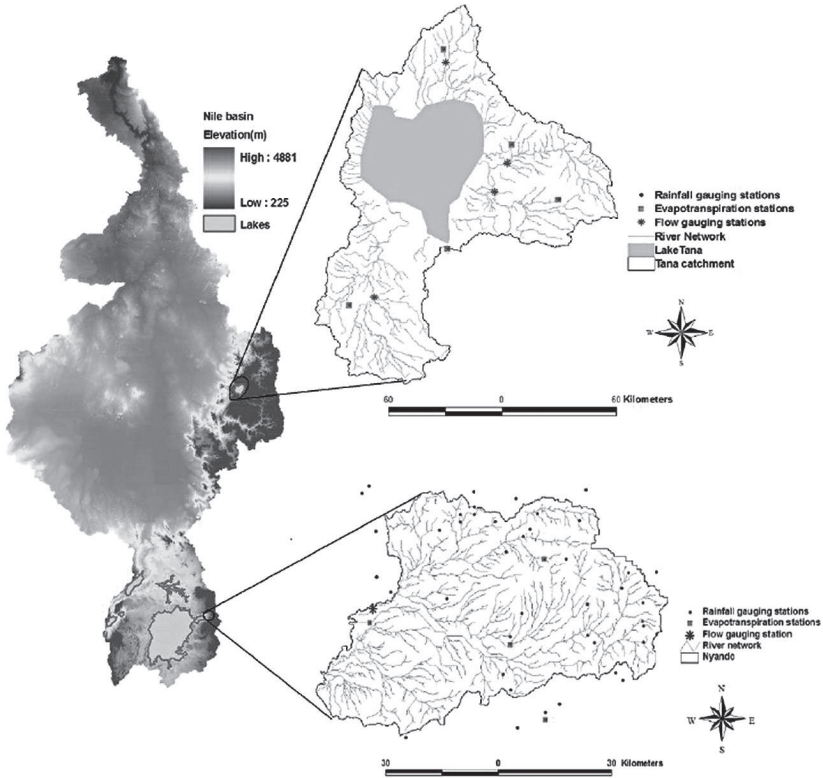 Nile basin
Elevation(m)
High : 4881
Low : 225
Lakes
Rainfall gauging stations
Evapotranspiration stations
Flow gauging stations
River Network
LakeTana
Tana catchment
N
W E
S
60 0 60 Kilometers
Rainfall gauging stations
Evapotranspiration stations
Flow gauging station
River network
Nyando
N
W E
S
30 0 30 Kilometers